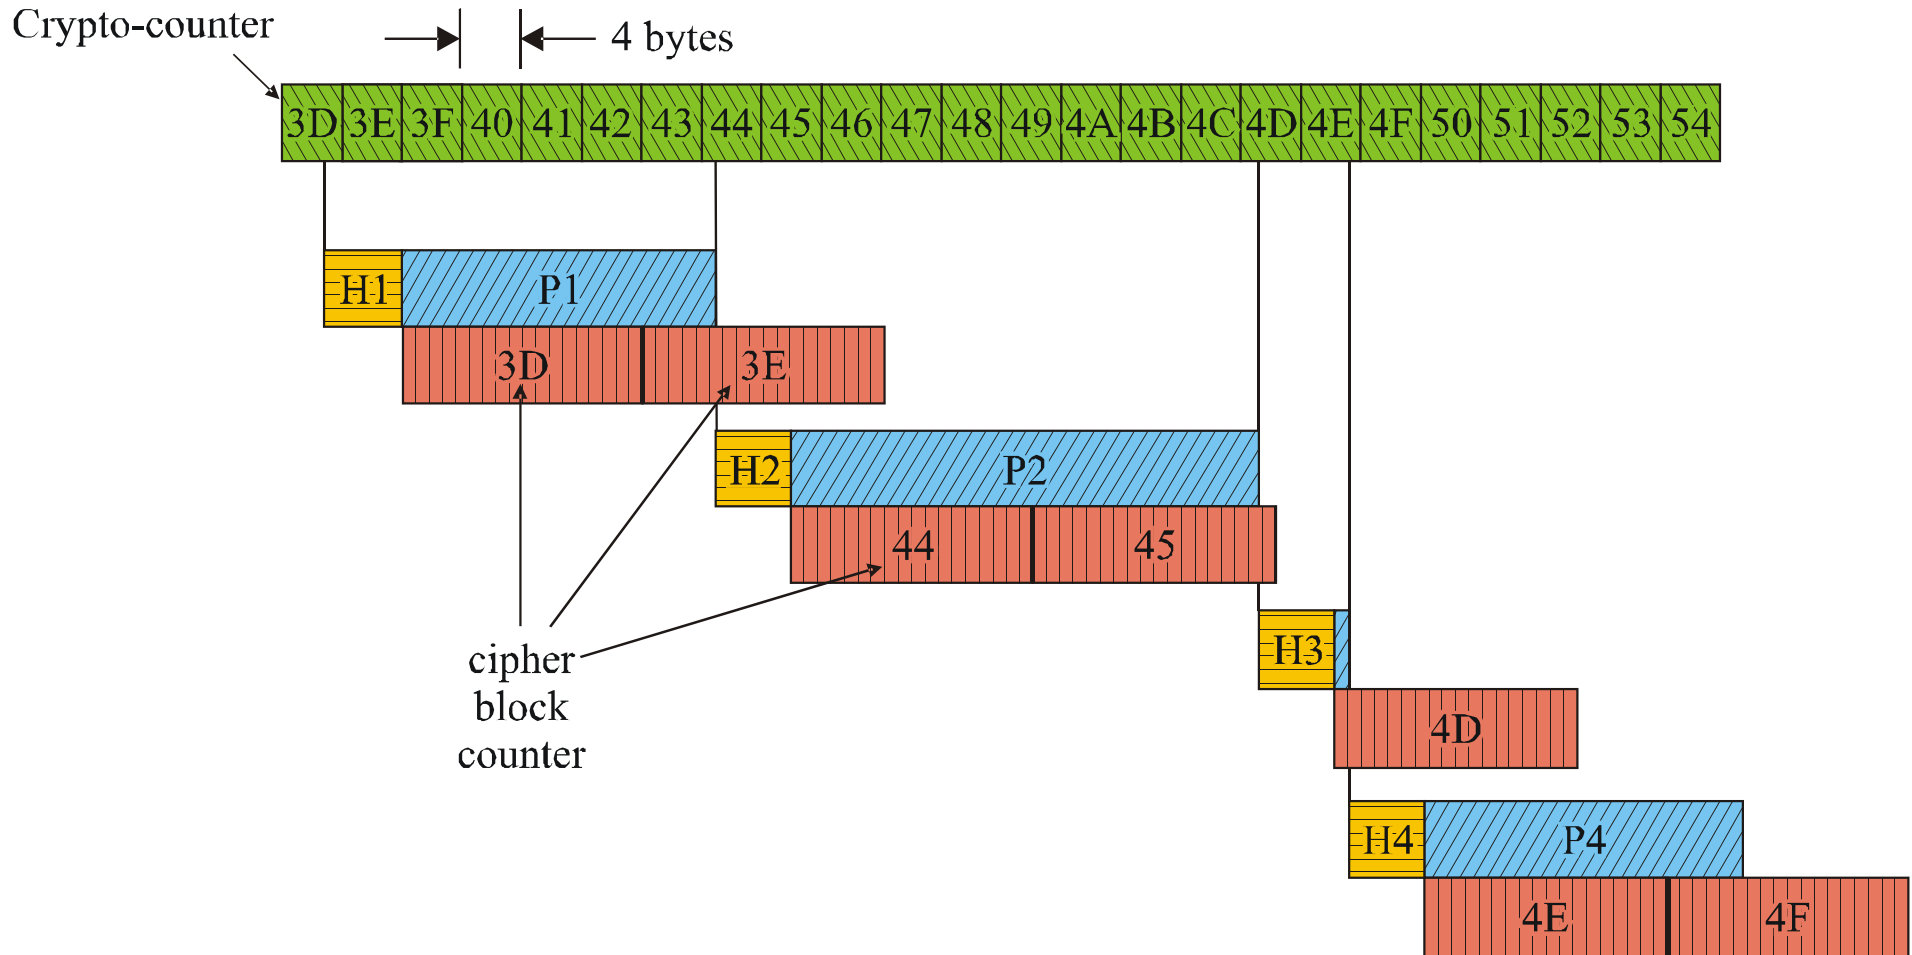 Crypto-counter
4 bytes
3D 3E 3F 40 41 42 43 44 45 46 47 48 49 4A 4B 4C 4D 4E 4F 50 51 52 53 54
H1 P1
3D 3E
H2 P2
44 45
cipher
block
counter
H3
4D
H4 P4
4E 4F